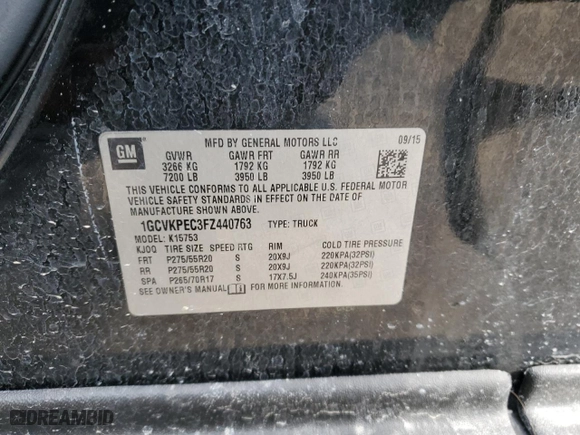 GM
MFD BY GENERAL MOTORS LLC 09/15
GVWR GAWR FRT GAWR RR
3266 KG 1792 KG 1792 KG
7200 LB 3950 LB 3950 LB
THIS VEHICLE CONFORMS TO ALL APPLICABLE U.S. FEDERAL MOTOR
VEHICLE SAFETY STANDARDS IN EFFECT ON THE DATE OF
MANUFACTURE SHOWN ABOVE.
1GCVKPEC3FZ440763 TYPE: TRUCK
MODEL: K15753
KJOQ TIRE SIZE SPEED RTG RIM COLD TIRE PRESSURE
FRT P275/55R20 S 20X9J 220KPA(32PSI)
RR P275/55R20 S 20X9J 220KPA(32PSI)
SPA P265/70R17 S 17X7.5J 240KPA(35PSI)
SEE OWNER'S MANUAL FOR MORE INFORMATION.
DREAMBID